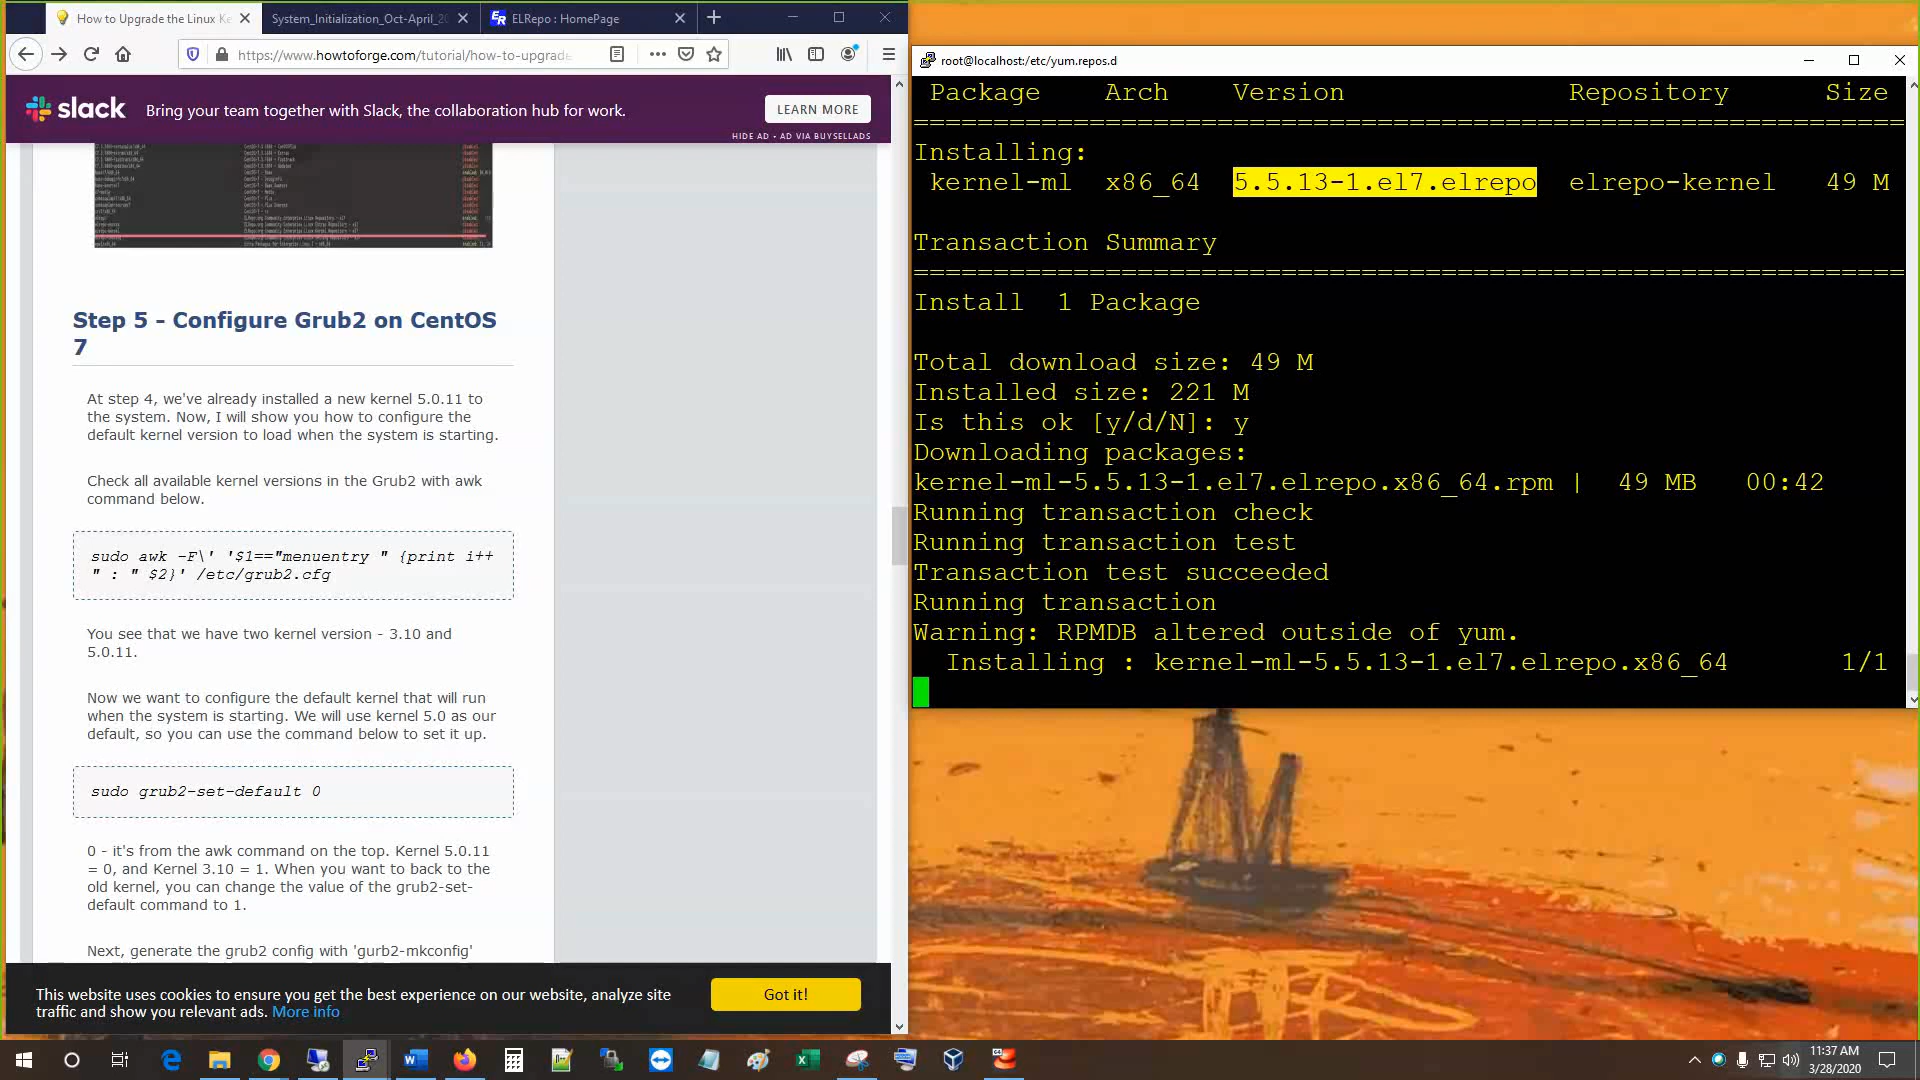 How to Upgrade the Linux Ke
System_Initialization_Oct-April_20
ELRepo : HomePage
https://www.howtoforge.com/tutorial/how-to-upgrade
slack
Bring your team together with Slack, the collaboration hub for work.
LEARN MORE
HIDE AD • AD VIA BUYSELLADS
Step 5 - Configure Grub2 on CentOS
7
At step 4, we've already installed a new kernel 5.0.11 to
the system. Now, I will show you how to configure the
default kernel version to load when the system is starting.
Check all available kernel versions in the Grub2 with awk
command below.
sudo awk -F\' '$1=="menuentry " {print i++
" : " $2}' /etc/grub2.cfg
You see that we have two kernel version - 3.10 and
5.0.11.
Now we want to configure the default kernel that will run
when the system is starting. We will use kernel 5.0 as our
default, so you can use the command below to set it up.
sudo grub2-set-default 0
0 - it's from the awk command on the top. Kernel 5.0.11
= 0, and Kernel 3.10 = 1. When you want to back to the
old kernel, you can change the value of the grub2-set-
default command to 1.
Next, generate the grub2 config with 'gurb2-mkconfig'
This website uses cookies to ensure you get the best experience on our website, analyze site
traffic and show you relevant ads. More info
Got it!
root@localhost:/etc/yum.repos.d
Package Arch Version Repository Size
================================================================
Installing:
kernel-ml x86_64 5.5.13-1.el7.elrepo elrepo-kernel 49 M
Transaction Summary
================================================================
Install 1 Package
Total download size: 49 M
Installed size: 221 M
Is this ok [y/d/N]: y
Downloading packages:
kernel-ml-5.5.13-1.el7.elrepo.x86_64.rpm | 49 MB 00:42
Running transaction check
Running transaction test
Transaction test succeeded
Running transaction
Warning: RPMDB altered outside of yum.
Installing : kernel-ml-5.5.13-1.el7.elrepo.x86_64 1/1
11:37 AM
3/28/2020